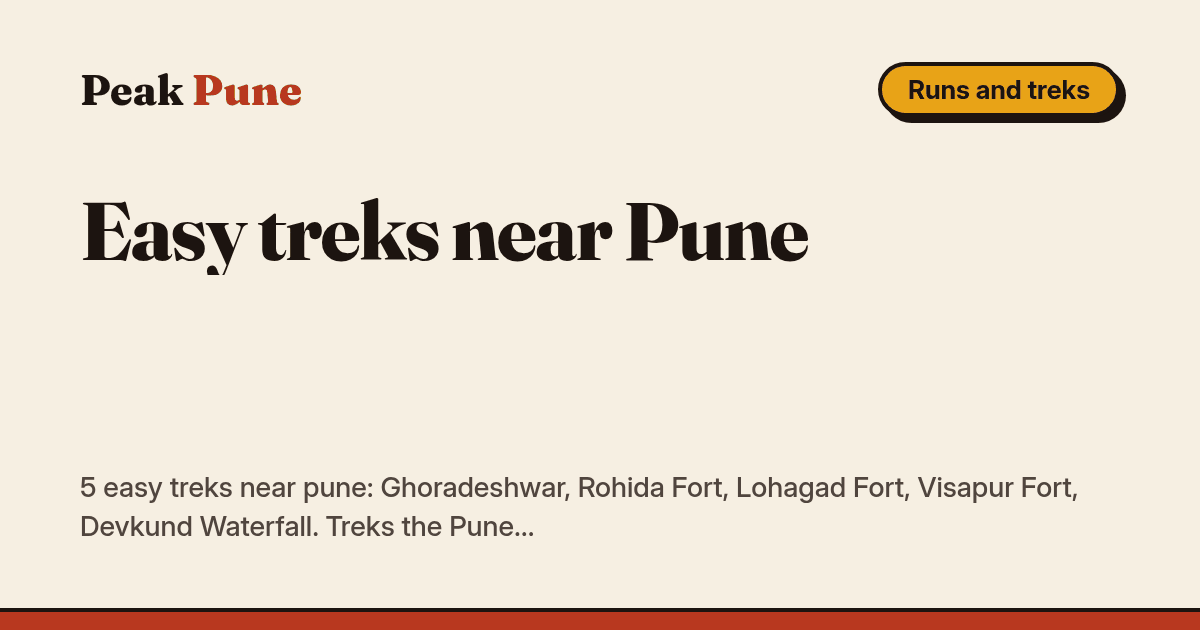 Peak Pune
Runs and treks
Easy treks near Pune
5 easy treks near pune: Ghoradeshwar, Rohida Fort, Lohagad Fort, Visapur Fort,
Devkund Waterfall. Treks the Pune...